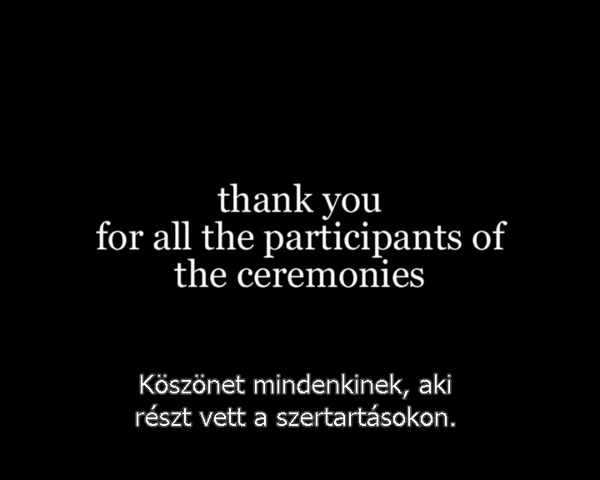 thank you
for all the participants of
the ceremonies
Köszönet mindenkinek, aki
részt vett a szertartásokon.